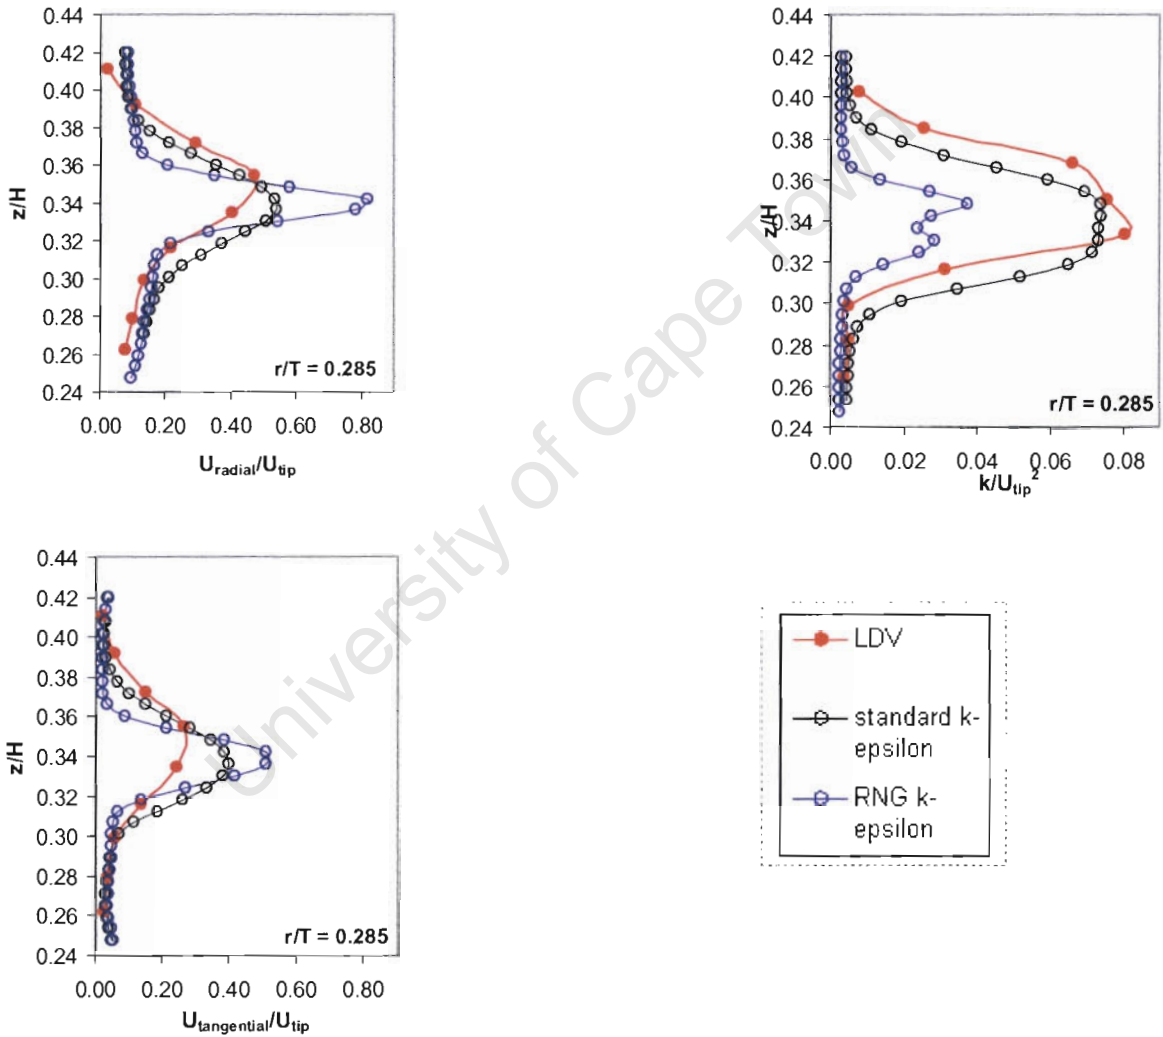 0.44
0.42
0.40
0.38
0.36
0.34
0.32
0.30
0.28
0.26
0.24
z/H
r/T = 0.285
0.00 0.20 0.40 0.60 0.80
U_radial/U_tip
0.44
0.42
0.40
0.38
0.36
0.34
0.32
0.30
0.28
0.26
0.24
z/H
r/T = 0.285
0.00 0.02 0.04 0.06 0.08
k/U_tip²
University of Cape Town
0.44
0.42
0.40
0.38
0.36
0.34
0.32
0.30
0.28
0.26
0.24
z/H
r/T = 0.285
0.00 0.20 0.40 0.60 0.80
U_tangential/U_tip
LDV
standard k-
epsilon
RNG k-
epsilon